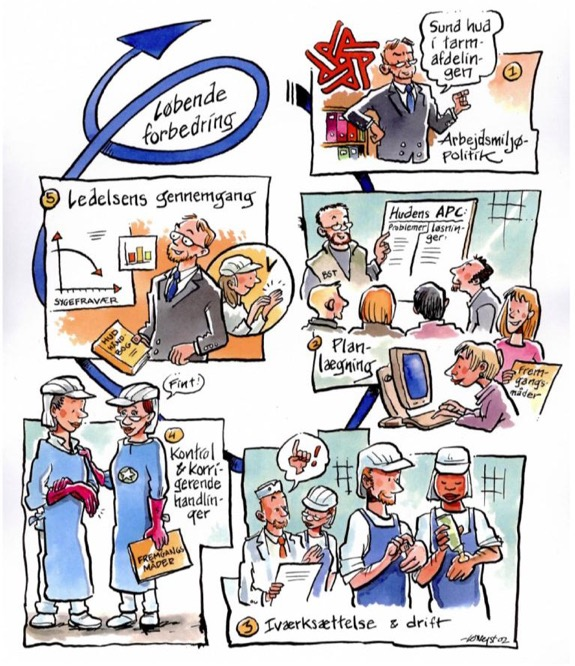 Løbende
forbedring
Sund hud
i tarm-
afdelin-
gen
1
Arbejdsmiljø-
politik
Hudens APC:
Problemer
løsnin-
ger.
BST
2 Plan-
lægning
Frem-
gangs-
måder
3 Iværksættelse & drift
!
4
Kontrol
& korri-
gerende
handlin-
ger
Fint!
FREMGANGS
MÅDER
5 Ledelsens gennemgang
SYGEFRAVÆR
HUD
HÅND
BOG